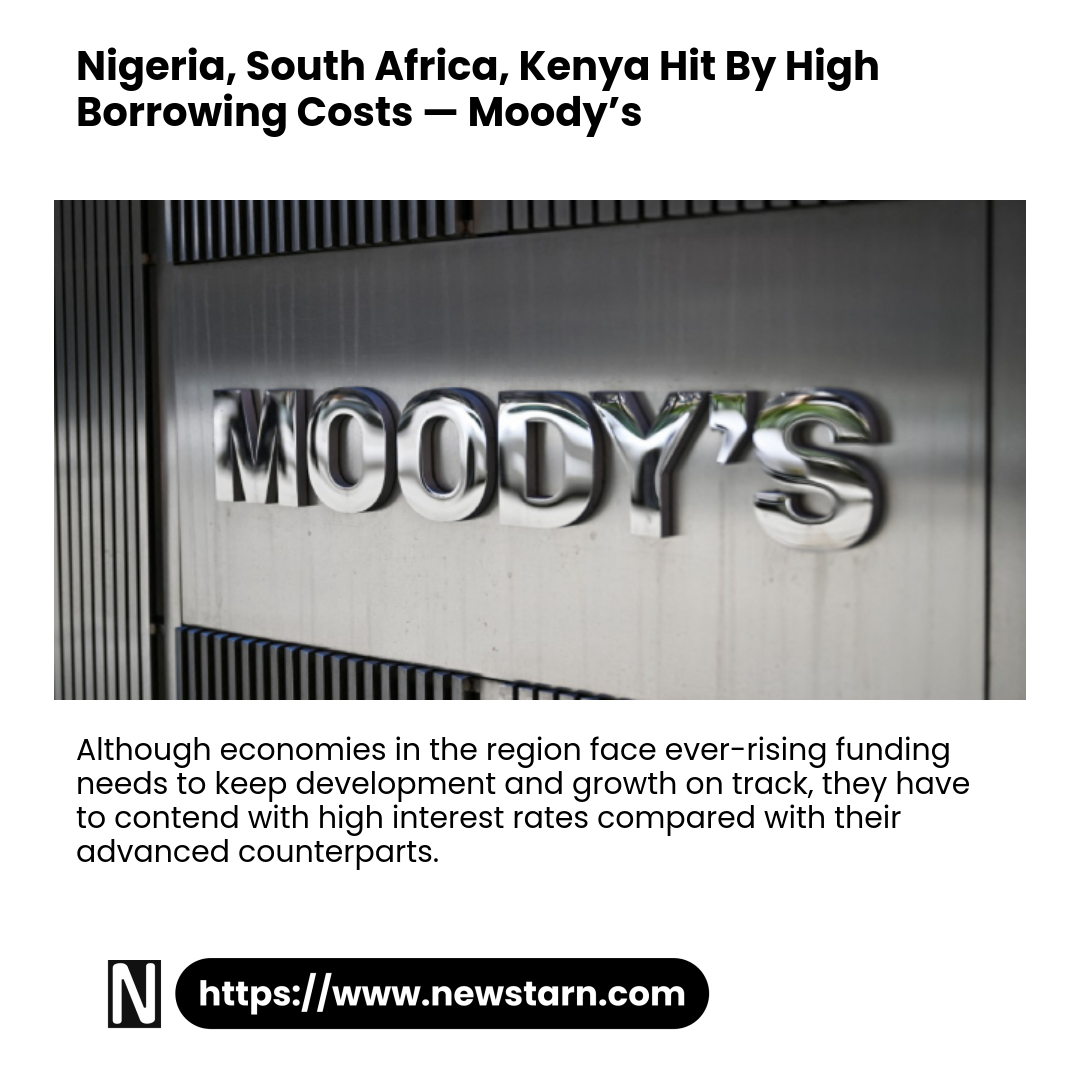 Nigeria, South Africa, Kenya Hit By High
Borrowing Costs — Moody’s
MOODY’S
Although economies in the region face ever-rising funding
needs to keep development and growth on track, they have
to contend with high interest rates compared with their
advanced counterparts.
N
https://www.newstarn.com